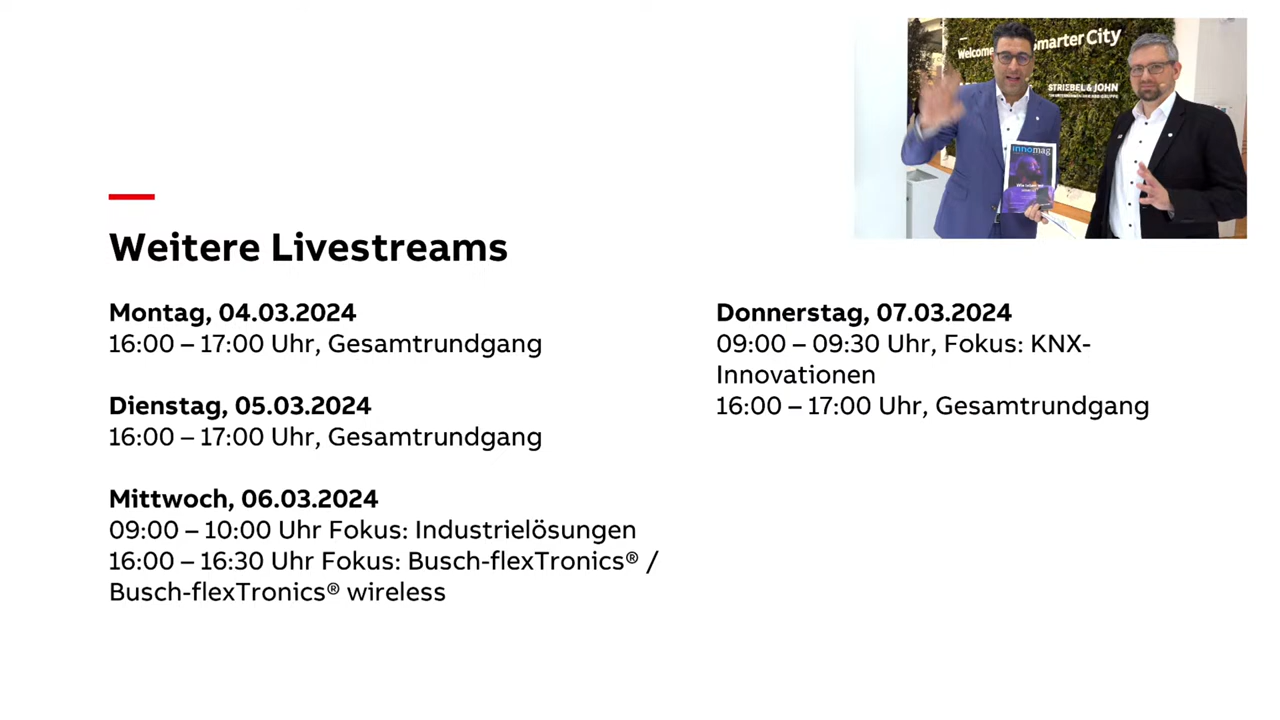 Weitere Livestreams
Montag, 04.03.2024
16:00 – 17:00 Uhr, Gesamtrundgang
Dienstag, 05.03.2024
16:00 – 17:00 Uhr, Gesamtrundgang
Mittwoch, 06.03.2024
09:00 – 10:00 Uhr Fokus: Industrielösungen
16:00 – 16:30 Uhr Fokus: Busch-flexTronics® /
Busch-flexTronics® wireless
Donnerstag, 07.03.2024
09:00 – 09:30 Uhr, Fokus: KNX-
Innovationen
16:00 – 17:00 Uhr, Gesamtrundgang
Welcome Smarter City
STRIEBEL & JOHN
innomag